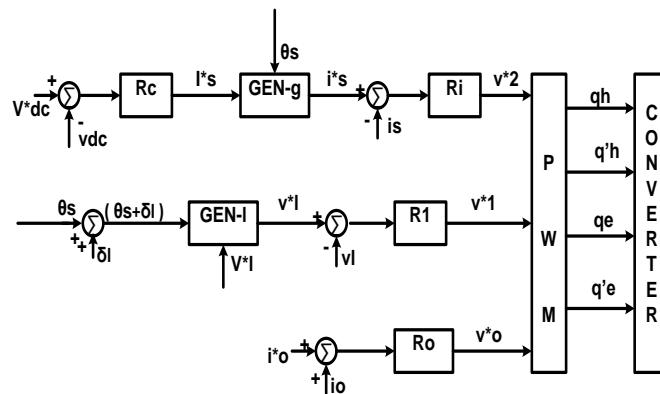 θs
+
V*dc
-
vdc
Rc
I*s
GEN-g
i*s
+
-
is
Ri
v*2
qh
θs
+
+
δl
(θs+δl)
GEN-l
V*l
v*l
+
-
vl
R1
v*1
P
W
M
q'h
qe
q'e
C
O
N
V
E
R
T
E
R
i*o
+
+
io
Ro
v*o